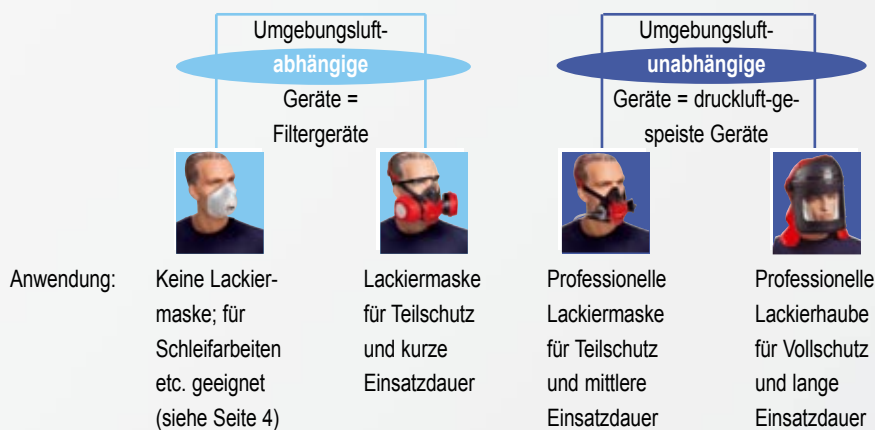 Umgebungsluft-
abhängige
Geräte =
Filtergeräte
Umgebungsluft-
unabhängige
Geräte = druckluft-ge-
speiste Geräte
Anwendung:
Keine Lackier-
maske; für
Schleifarbeiten
etc. geeignet
(siehe Seite 4)
Lackiermaske
für Teilschutz
und kurze
Einsatzdauer
Professionelle
Lackiermaske
für Teilschutz
und mittlere
Einsatzdauer
Professionelle
Lackierhaube
für Vollschutz
und lange
Einsatzdauer